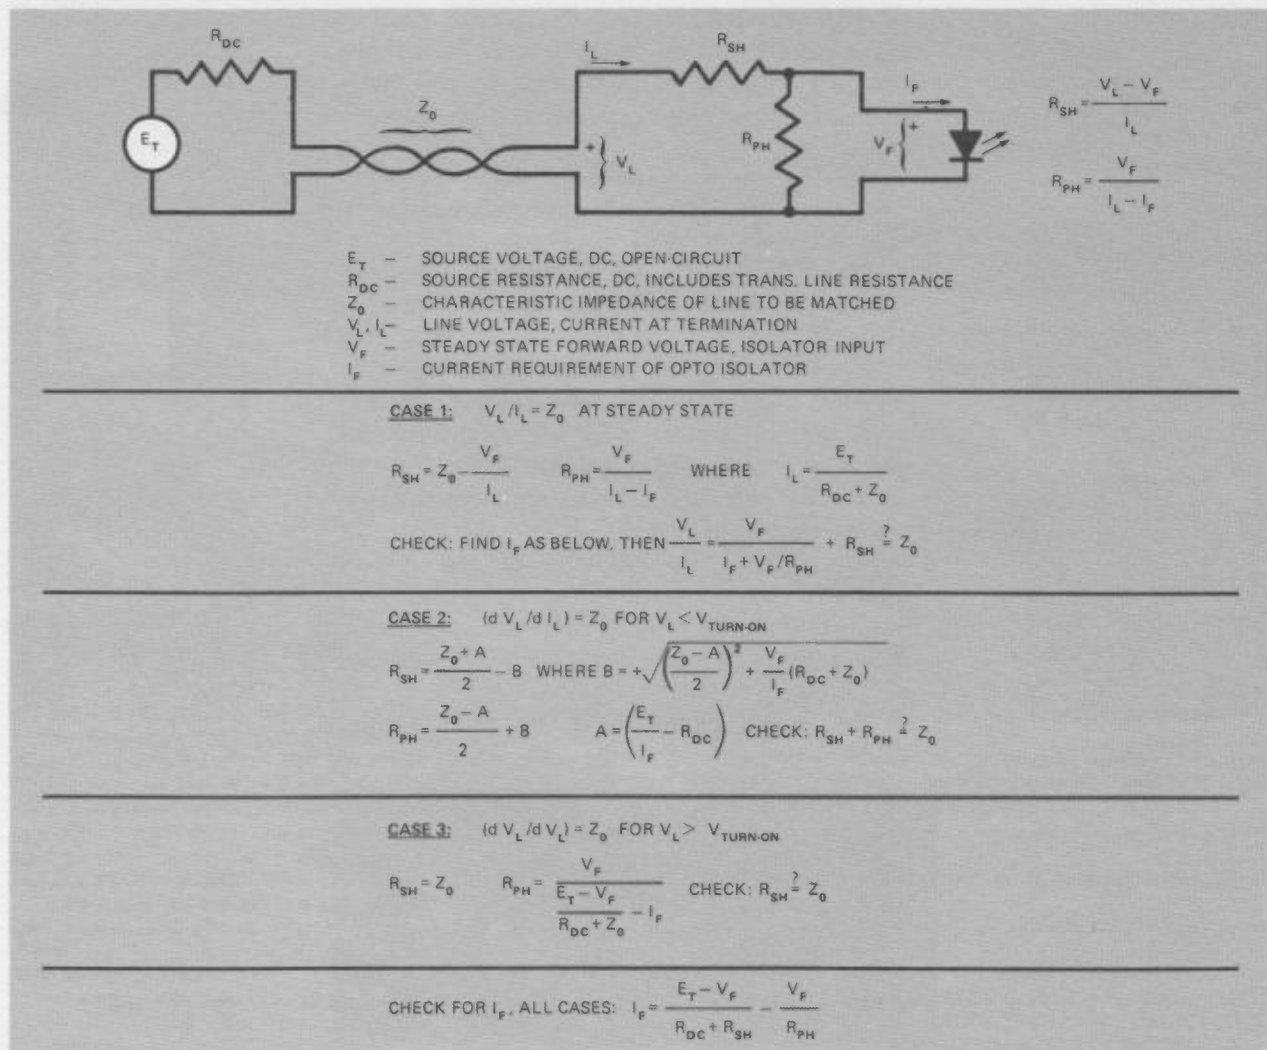 R_DC
E_T
Z_0
I_L
+
V_L
R_SH
R_PH
I_F
V_F
+
R_SH = (V_L − V_F) / I_L
R_PH = V_F / (I_L − I_F)
E_T − SOURCE VOLTAGE, DC, OPEN-CIRCUIT
R_DC − SOURCE RESISTANCE, DC, INCLUDES TRANS. LINE RESISTANCE
Z_0 − CHARACTERISTIC IMPEDANCE OF LINE TO BE MATCHED
V_L, I_L − LINE VOLTAGE, CURRENT AT TERMINATION
V_F − STEADY STATE FORWARD VOLTAGE, ISOLATOR INPUT
I_F − CURRENT REQUIREMENT OF OPTO ISOLATOR
CASE 1: V_L/I_L = Z_0 AT STEADY STATE
R_SH = Z_0 − V_F / I_L R_PH = V_F / (I_L − I_F) WHERE I_L = E_T / (R_DC + Z_0)
CHECK: FIND I_F AS BELOW, THEN V_L / I_L = V_F / (I_F + V_F/R_PH) + R_SH ?= Z_0
CASE 2: (d V_L/d I_L) = Z_0 FOR V_L < V_TURN-ON
R_SH = (Z_0 + A) / 2 − B WHERE B = +√(((Z_0 − A) / 2)² + V_F / I_F (R_DC + Z_0))
R_PH = (Z_0 − A) / 2 + B A = (E_T / I_F − R_DC) CHECK: R_SH + R_PH ?= Z_0
CASE 3: (d V_L/d V_L) = Z_0 FOR V_L > V_TURN-ON
R_SH = Z_0 R_PH = V_F / ((E_T − V_F) / (R_DC + Z_0) − I_F) CHECK: R_SH ?= Z_0
CHECK FOR I_F, ALL CASES: I_F = (E_T − V_F) / (R_DC + R_SH) − V_F / R_PH